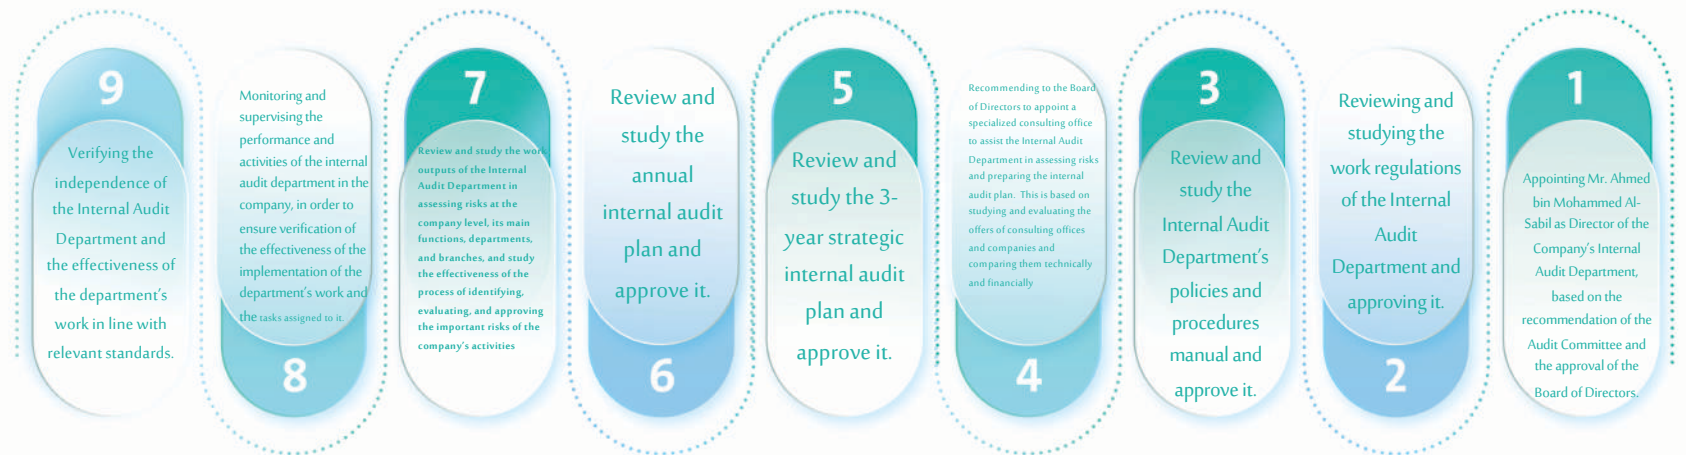 9
Verifying the
independence of
the Internal Audit
Department and
the effectiveness of
the department's
work in line with
relevant standards.
Monitoring and
supervising the
performance and
activities of the internal
audit department in the
company, in order to
ensure verification of
the effectiveness of the
implementation of the
department's work and
the tasks assigned to it.
8
7
Review and study the work
outputs of the Internal
Audit Department in
assessing risks at the
company level, its main
functions, departments,
and branches, and study
the effectiveness of the
process of identifying,
evaluating, and approving
the important risks of the
company's activities
Review and
study the
annual
internal audit
plan and
approve it.
6
5
Review and
study the 3-
year strategic
internal audit
plan and
approve it.
Recommending to the Board
of Directors to appoint a
specialized consulting office
to assist the Internal Audit
Department in assessing risks
and preparing the internal
audit plan. This is based on
studying and evaluating the
offers of consulting offices
and companies and
comparing them technically
and financially
4
3
Review and
study the
Internal Audit
Department's
policies and
procedures
manual and
approve it.
Reviewing and
studying the
work regulations
of the Internal
Audit
Department and
approving it.
2
1
Appointing Mr. Ahmed
bin Mohammed Al-
Sabil as Director of the
Company's Internal
Audit Department,
based on the
recommendation of the
Audit Committee and
the approval of the
Board of Directors.